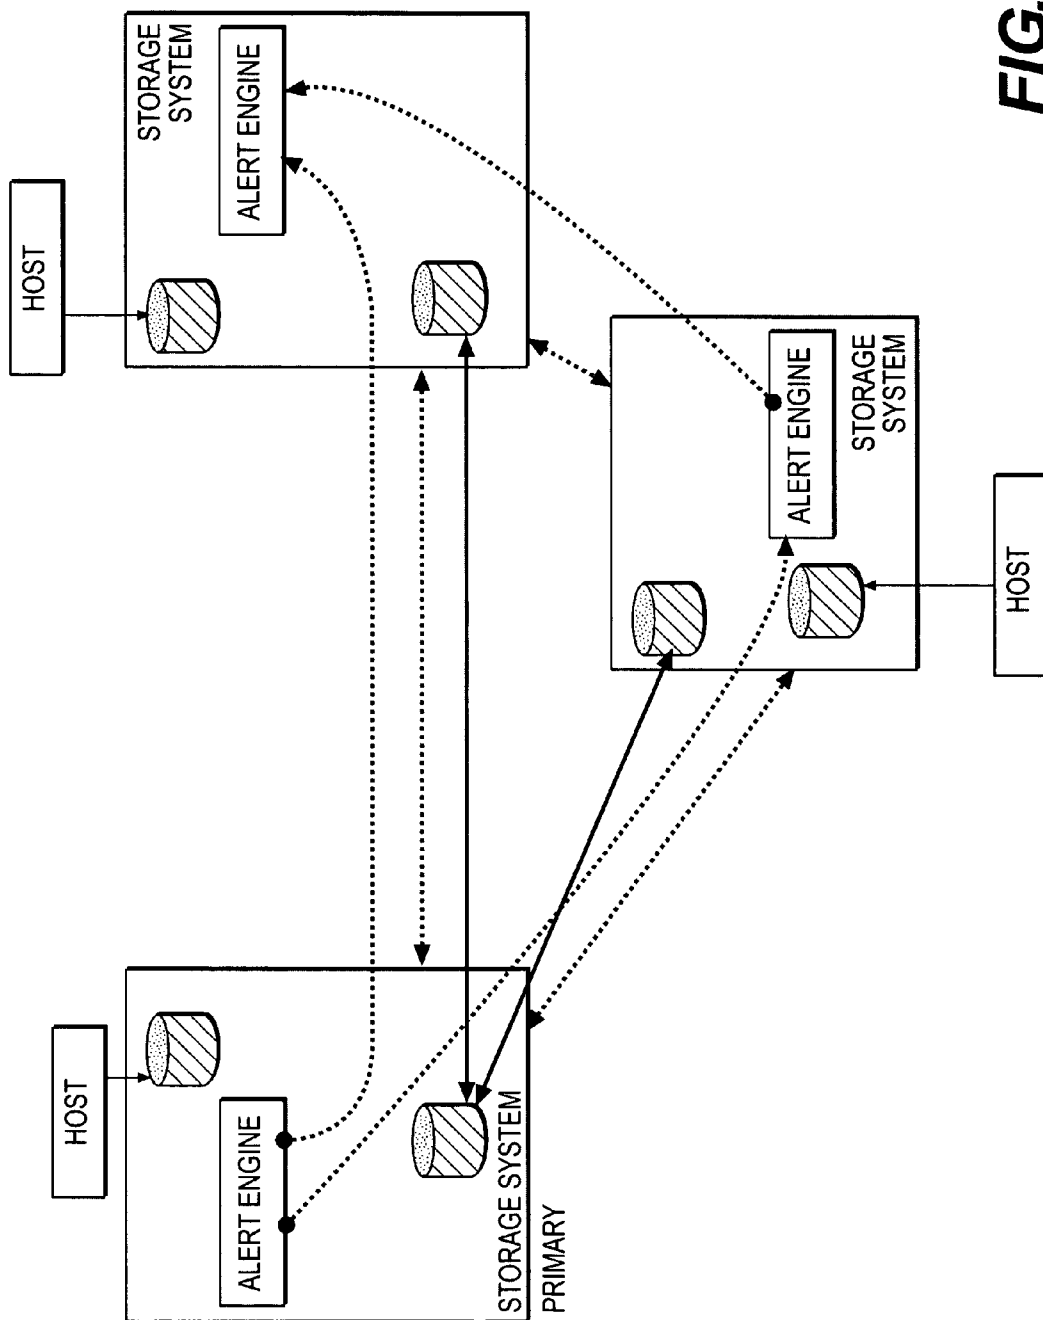 HOST
STORAGE
SYSTEM
ALERT ENGINE
HOST
ALERT ENGINE
STORAGE SYSTEM
PRIMARY
ALERT ENGINE
STORAGE
SYSTEM
HOST
FIG.